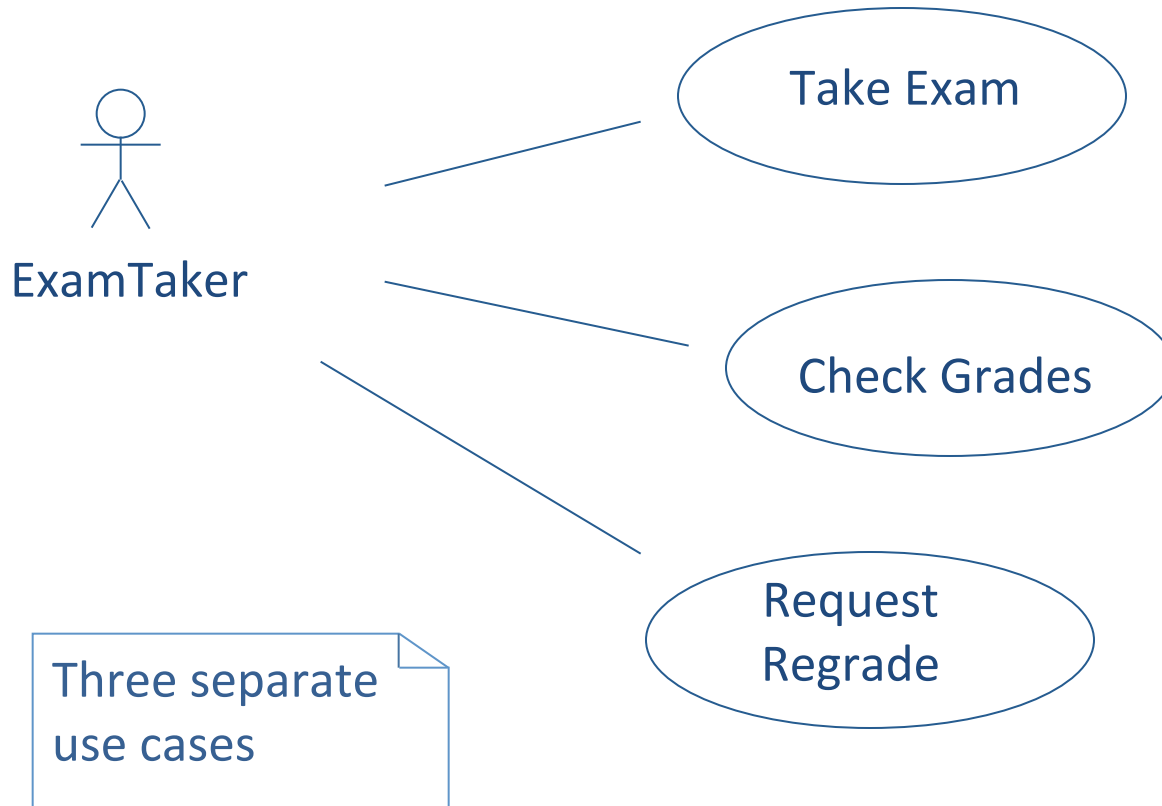 Take Exam
ExamTaker
Check Grades
Request
Regrade
Three separate
use cases